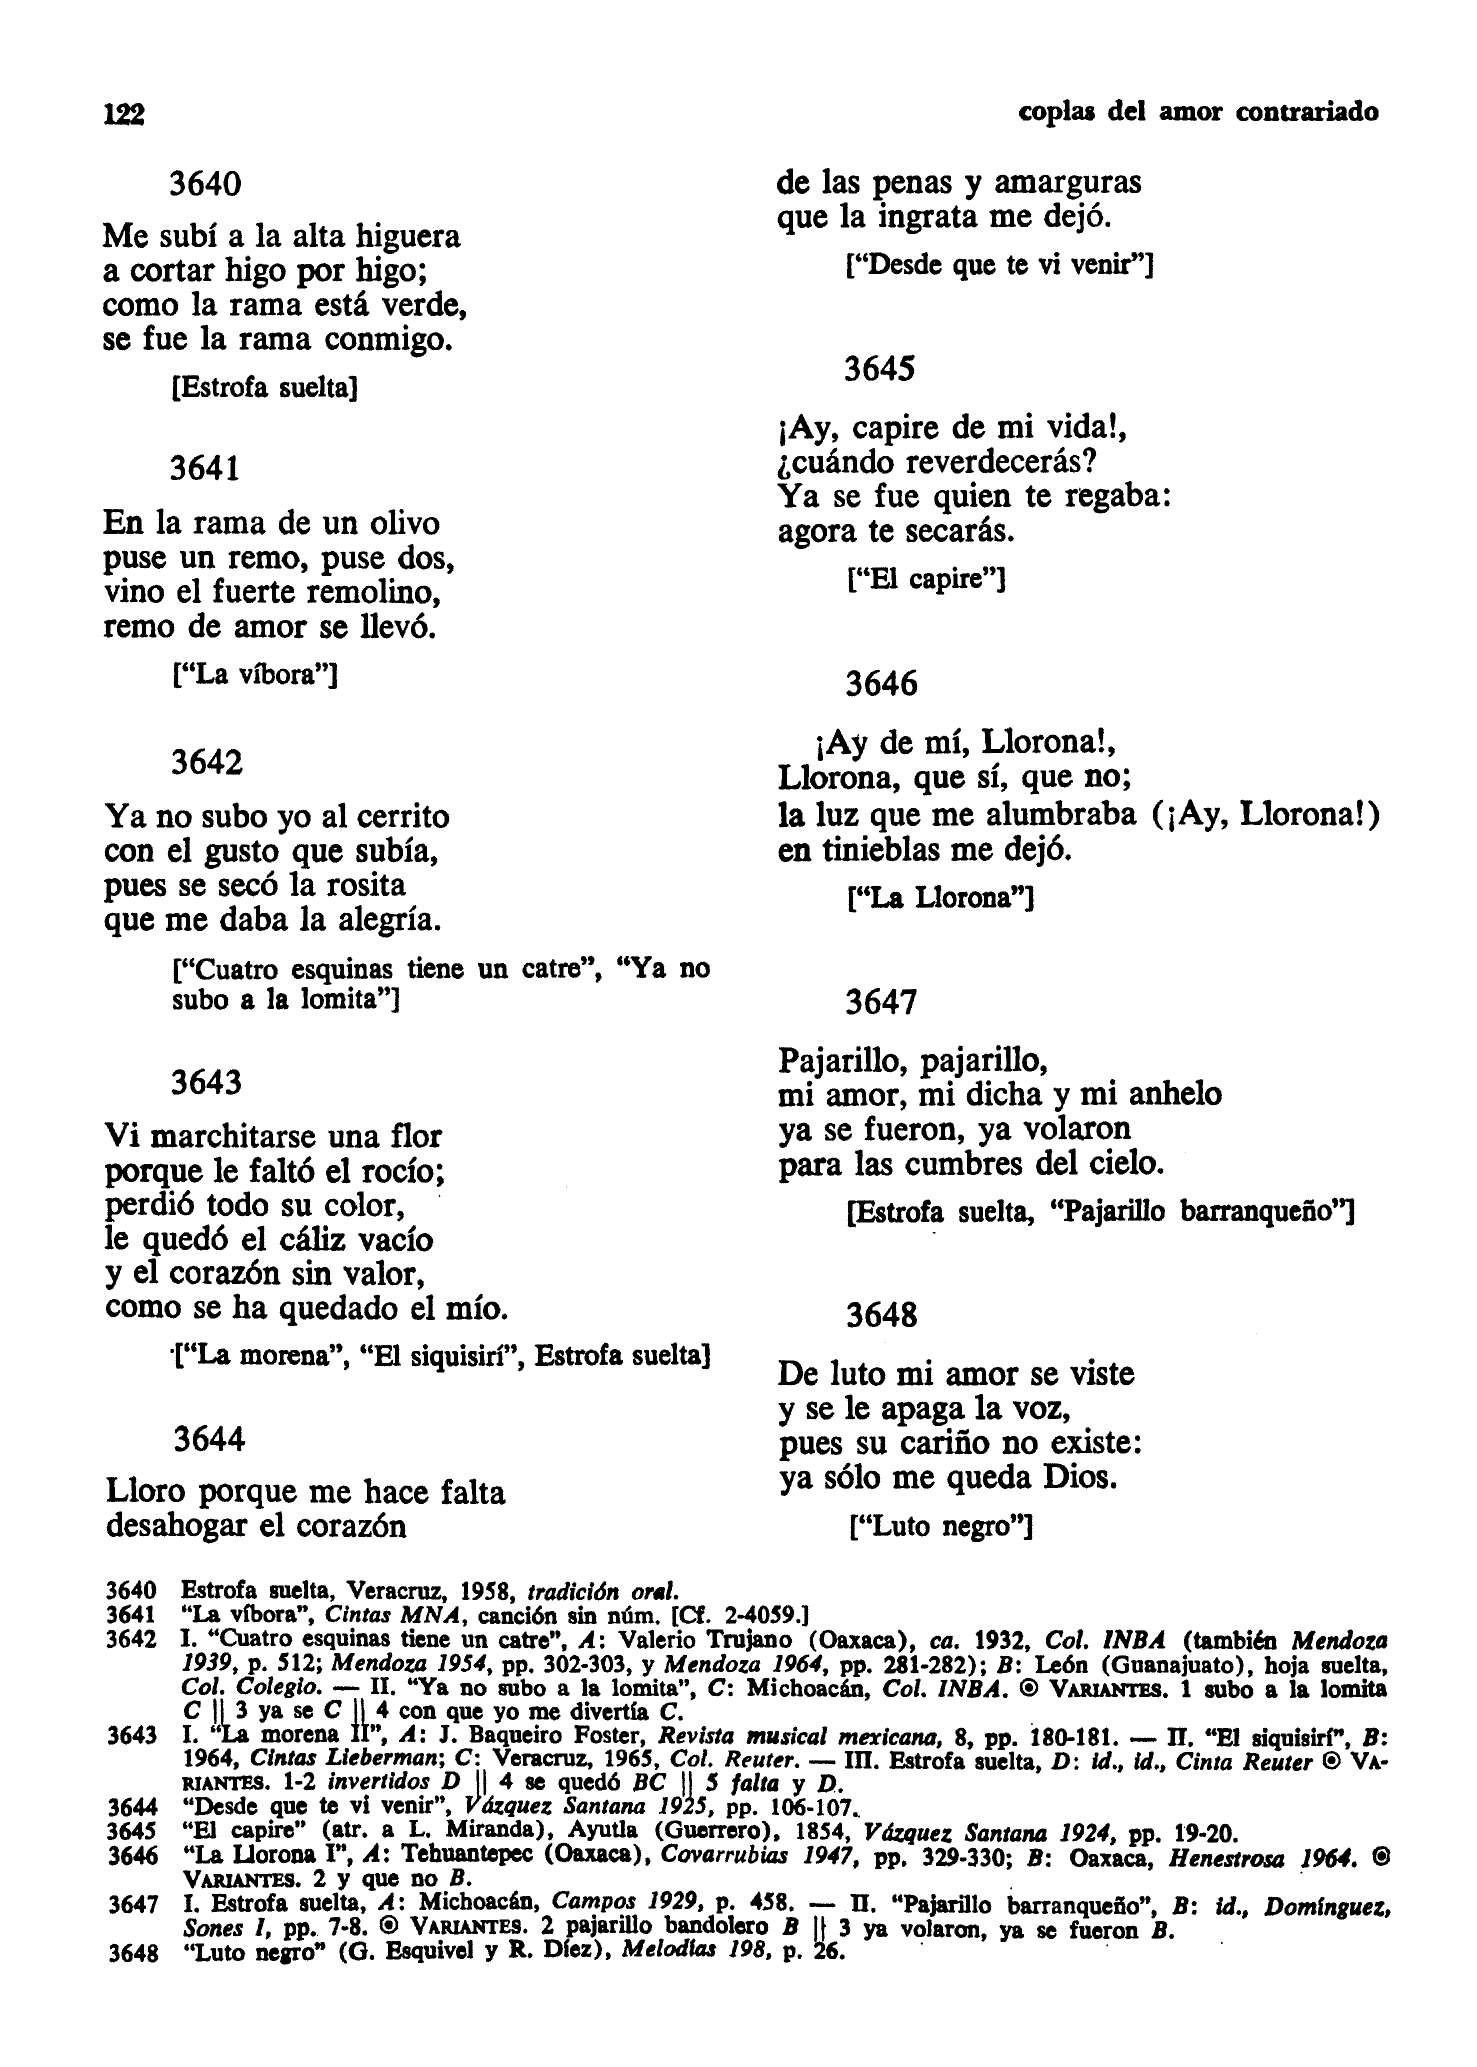 122
coplas del amor contrariado
3640
Me subí a la alta higuera
a cortar higo por higo;
como la rama está verde,
se fue la rama conmigo.
[Estrofa suelta]
3641
En la rama de un olivo
puse un remo, puse dos,
vino el fuerte remolino,
remo de amor se llevó.
[“La víbora”]
3642
Ya no subo yo al cerrito
con el gusto que subía,
pues se secó la rosita
que me daba la alegría.
[“Cuatro esquinas tiene un catre”, “Ya no
subo a la lomita”]
3643
Vi marchitarse una flor
porque le faltó el rocío;
perdió todo su color,
le quedó el cáliz vacío
y el corazón sin valor,
como se ha quedado el mío.
[“La morena”, “El siquisirí”, Estrofa suelta]
3644
Lloro porque me hace falta
desahogar el corazón
de las penas y amarguras
que la ingrata me dejó.
[“Desde que te vi venir”]
3645
¡Ay, capire de mi vida!,
¿cuándo reverdecerás?
Ya se fue quien te regaba:
agora te secarás.
[“El capire”]
3646
¡Ay de mí, Llorona!,
Llorona, que sí, que no;
la luz que me alumbraba (¡Ay, Llorona!)
en tinieblas me dejó.
[“La Llorona”]
3647
Pajarillo, pajarillo,
mi amor, mi dicha y mi anhelo
ya se fueron, ya volaron
para las cumbres del cielo.
[Estrofa suelta, “Pajarillo barranqueño”]
3648
De luto mi amor se viste
y se le apaga la voz,
pues su cariño no existe:
ya sólo me queda Dios.
[“Luto negro”]
3640 Estrofa suelta, Veracruz, 1958, tradición oral.
3641 “La víbora”, Cintas MNA, canción sin núm. [Cf. 2-4059.]
3642 I. “Cuatro esquinas tiene un catre”, A: Valerio Trujano (Oaxaca), ca. 1932, Col. INBA (también Mendoza
1939, p. 512; Mendoza 1954, pp. 302-303, y Mendoza 1964, pp. 281-282); B: León (Guanajuato), hoja suelta,
Col. Colegio. — II. “Ya no subo a la lomita”, C: Michoacán, Col. INBA. ⊙ VARIANTES. 1 subo a la lomita
C || 3 ya se C || 4 con que yo me divertía C.
3643 I. “La morena II”, A: J. Baqueiro Foster, Revista musical mexicana, 8, pp. 180-181. — II. “El siquisirí”, B:
1964, Cintas Lieberman; C: Veracruz, 1965, Col. Reuter. — III. Estrofa suelta, D: id., id., Cinta Reuter ⊙ VA-
RIANTES. 1-2 invertidos D || 4 se quedó BC || 5 falta y D.
3644 “Desde que te vi venir”, Vázquez Santana 1925, pp. 106-107.
3645 “El capire” (atr. a L. Miranda), Ayutla (Guerrero), 1854, Vázquez Santana 1924, pp. 19-20.
3646 “La Llorona I”, A: Tehuantepec (Oaxaca), Covarrubias 1947, pp. 329-330; B: Oaxaca, Henestrosa 1964. ⊙
VARIANTES. 2 y que no B.
3647 I. Estrofa suelta, A: Michoacán, Campos 1929, p. 458. — II. “Pajarillo barranqueño”, B: id., Domínguez,
Sones I, pp. 7-8. ⊙ VARIANTES. 2 pajarillo bandolero B || 3 ya volaron, ya se fueron B.
3648 “Luto negro” (G. Esquivel y R. Díez), Melodías 198, p. 26.